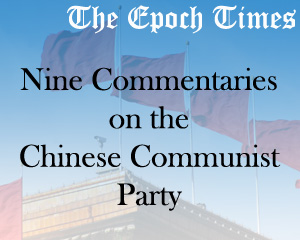 The Epoch Times
Nine Commentaries
on the
Chinese Communist
Party